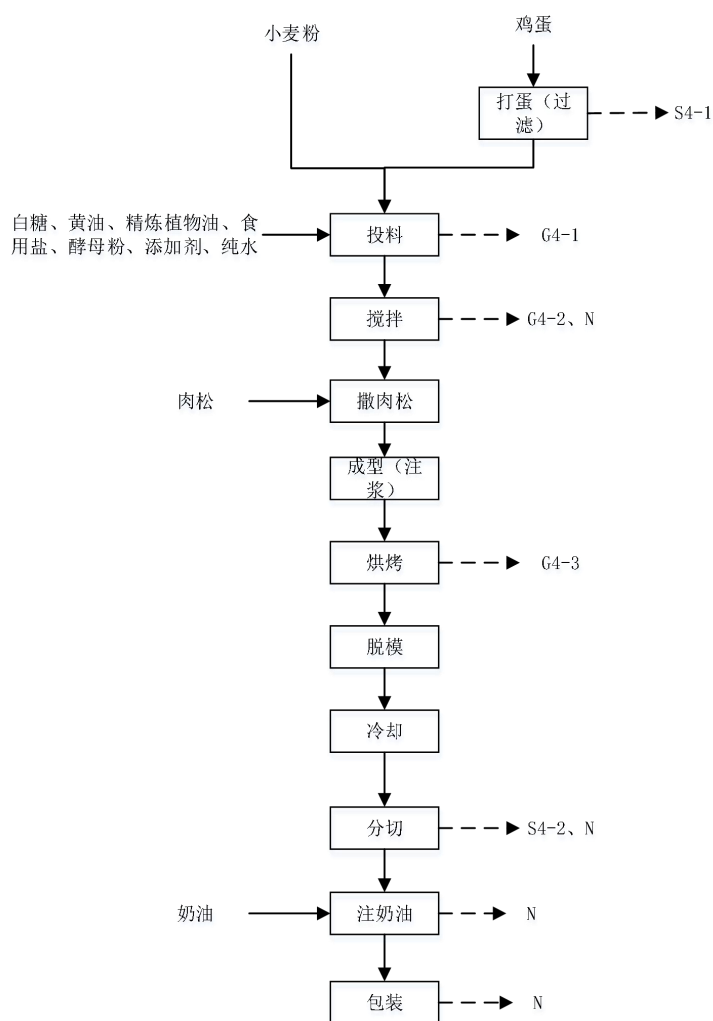 小麦粉
鸡蛋
打蛋（过
滤）
S4-1
白糖、黄油、精炼植物油、食
用盐、酵母粉、添加剂、纯水
投料
G4-1
搅拌
G4-2、N
肉松
撒肉松
成型（注
浆）
烘烤
G4-3
脱模
冷却
分切
S4-2、N
奶油
注奶油
N
包装
N